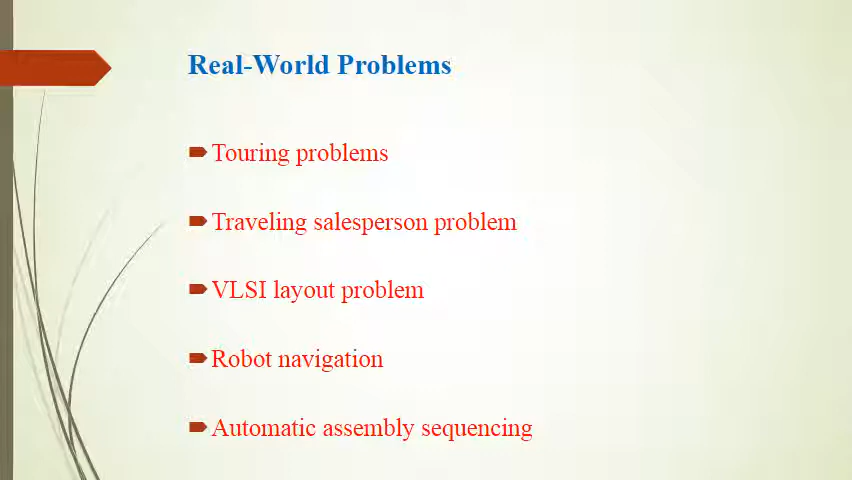 Real-World Problems
Touring problems
Traveling salesperson problem
VLSI layout problem
Robot navigation
Automatic assembly sequencing